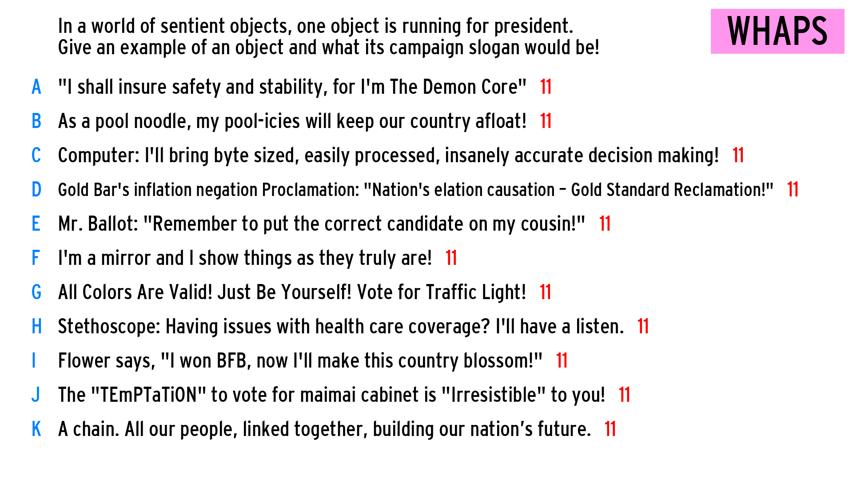 In a world of sentient objects, one object is running for president.
Give an example of an object and what its campaign slogan would be!
WHAPS
A "I shall insure safety and stability, for I'm The Demon Core" 11
B As a pool noodle, my pool-icies will keep our country afloat! 11
C Computer: I'll bring byte sized, easily processed, insanely accurate decision making! 11
D Gold Bar's inflation negation Proclamation: "Nation's elation causation – Gold Standard Reclamation!" 11
E Mr. Ballot: "Remember to put the correct candidate on my cousin!" 11
F I'm a mirror and I show things as they truly are! 11
G All Colors Are Valid! Just Be Yourself! Vote for Traffic Light! 11
H Stethoscope: Having issues with health care coverage? I'll have a listen. 11
I Flower says, "I won BFB, now I'll make this country blossom!" 11
J The "TEmPTaTiON" to vote for maimai cabinet is "Irresistible" to you! 11
K A chain. All our people, linked together, building our nation’s future. 11